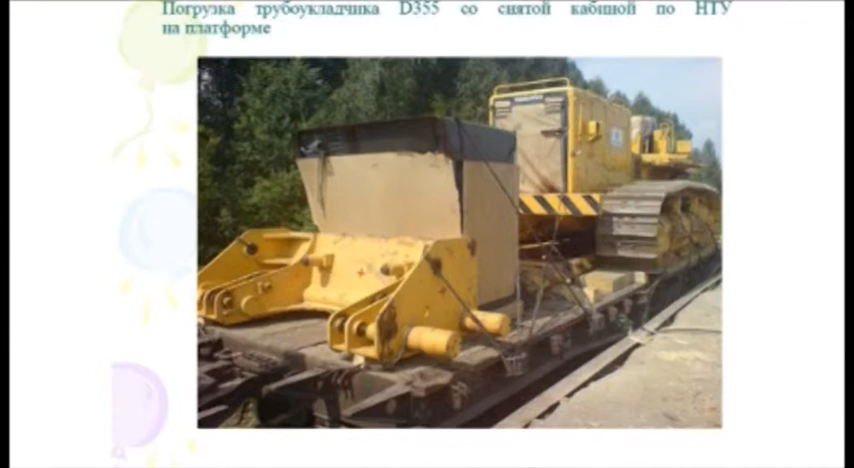 Погрузка трубоукладчика D355 со снятой кабиной по НТУ
на платформе